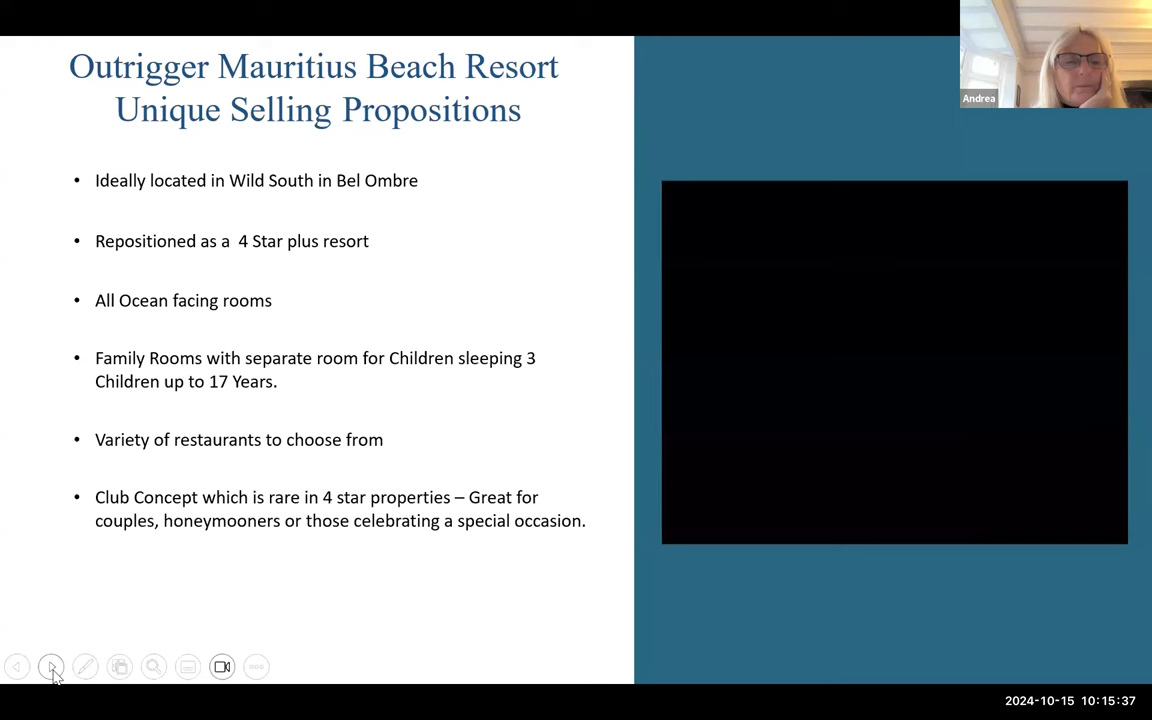 Outrigger Mauritius Beach Resort
Unique Selling Propositions
Andrea
• Ideally located in Wild South in Bel Ombre
• Repositioned as a  4 Star plus resort
• All Ocean facing rooms
• Family Rooms with separate room for Children sleeping 3
Children up to 17 Years.
• Variety of restaurants to choose from
• Club Concept which is rare in 4 star properties – Great for
couples, honeymooners or those celebrating a special occasion.
2024-10-15 10:15:37